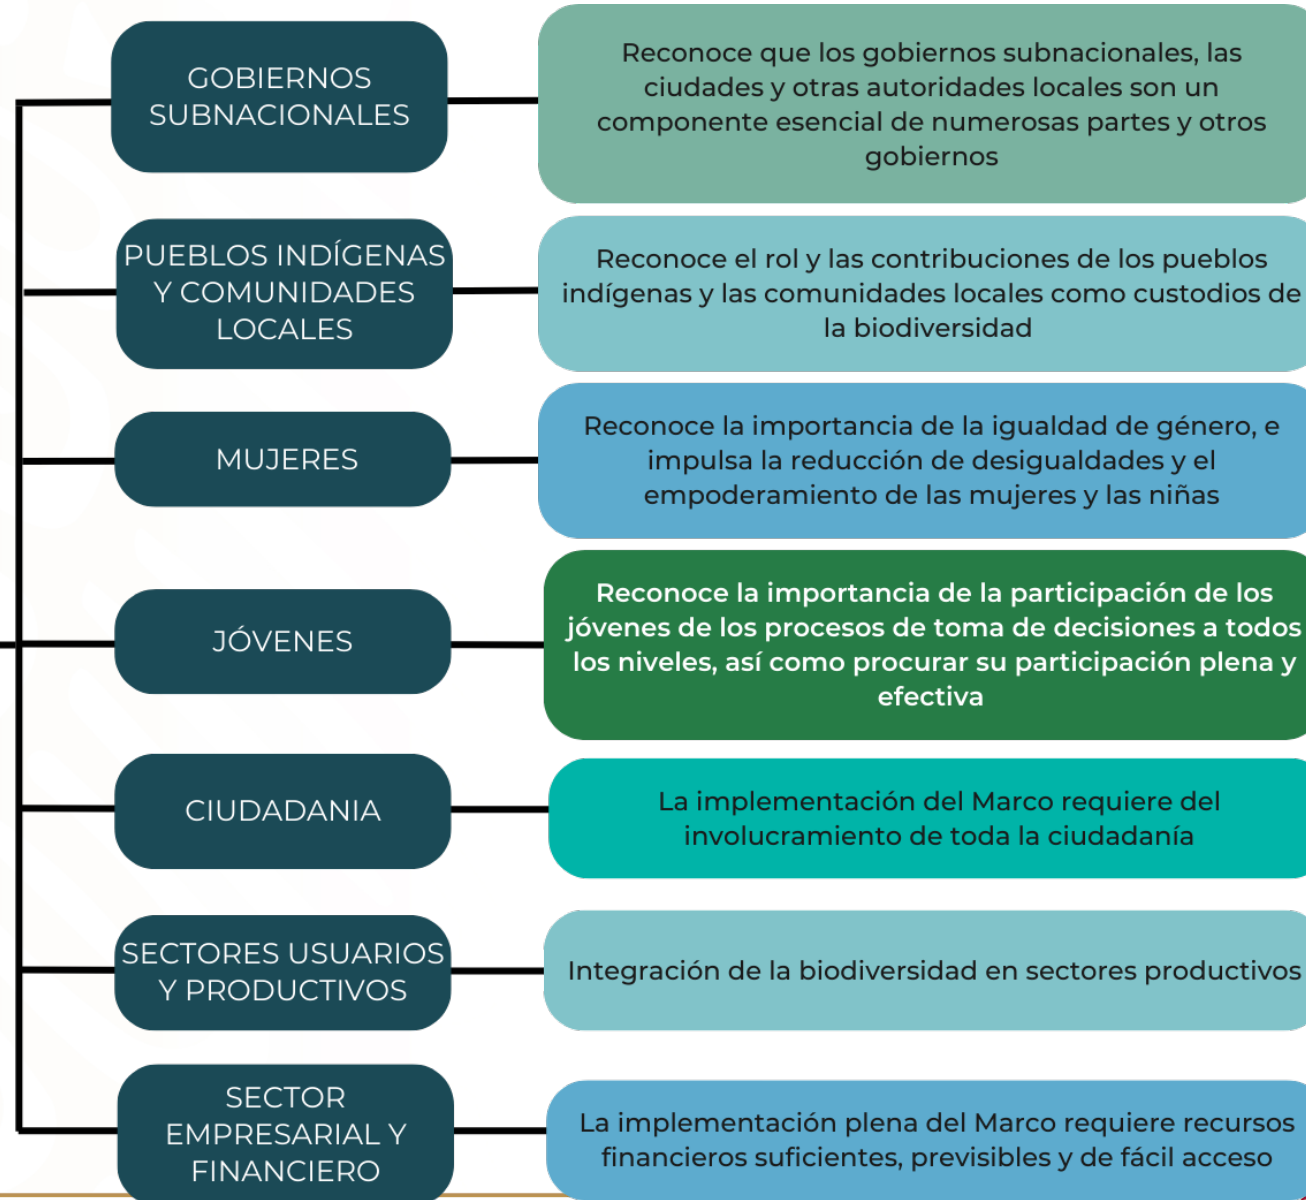 GOBIERNOS
SUBNACIONALES
Reconoce que los gobiernos subnacionales, las
ciudades y otras autoridades locales son un
componente esencial de numerosas partes y otros
gobiernos
PUEBLOS INDÍGENAS
Y COMUNIDADES
LOCALES
Reconoce el rol y las contribuciones de los pueblos
indígenas y las comunidades locales como custodios de
la biodiversidad
MUJERES
Reconoce la importancia de la igualdad de género, e
impulsa la reducción de desigualdades y el
empoderamiento de las mujeres y las niñas
JÓVENES
Reconoce la importancia de la participación de los
jóvenes de los procesos de toma de decisiones a todos
los niveles, así como procurar su participación plena y
efectiva
CIUDADANIA
La implementación del Marco requiere del
involucramiento de toda la ciudadanía
SECTORES USUARIOS
Y PRODUCTIVOS
Integración de la biodiversidad en sectores productivos
SECTOR
EMPRESARIAL Y
FINANCIERO
La implementación plena del Marco requiere recursos
financieros suficientes, previsibles y de fácil acceso